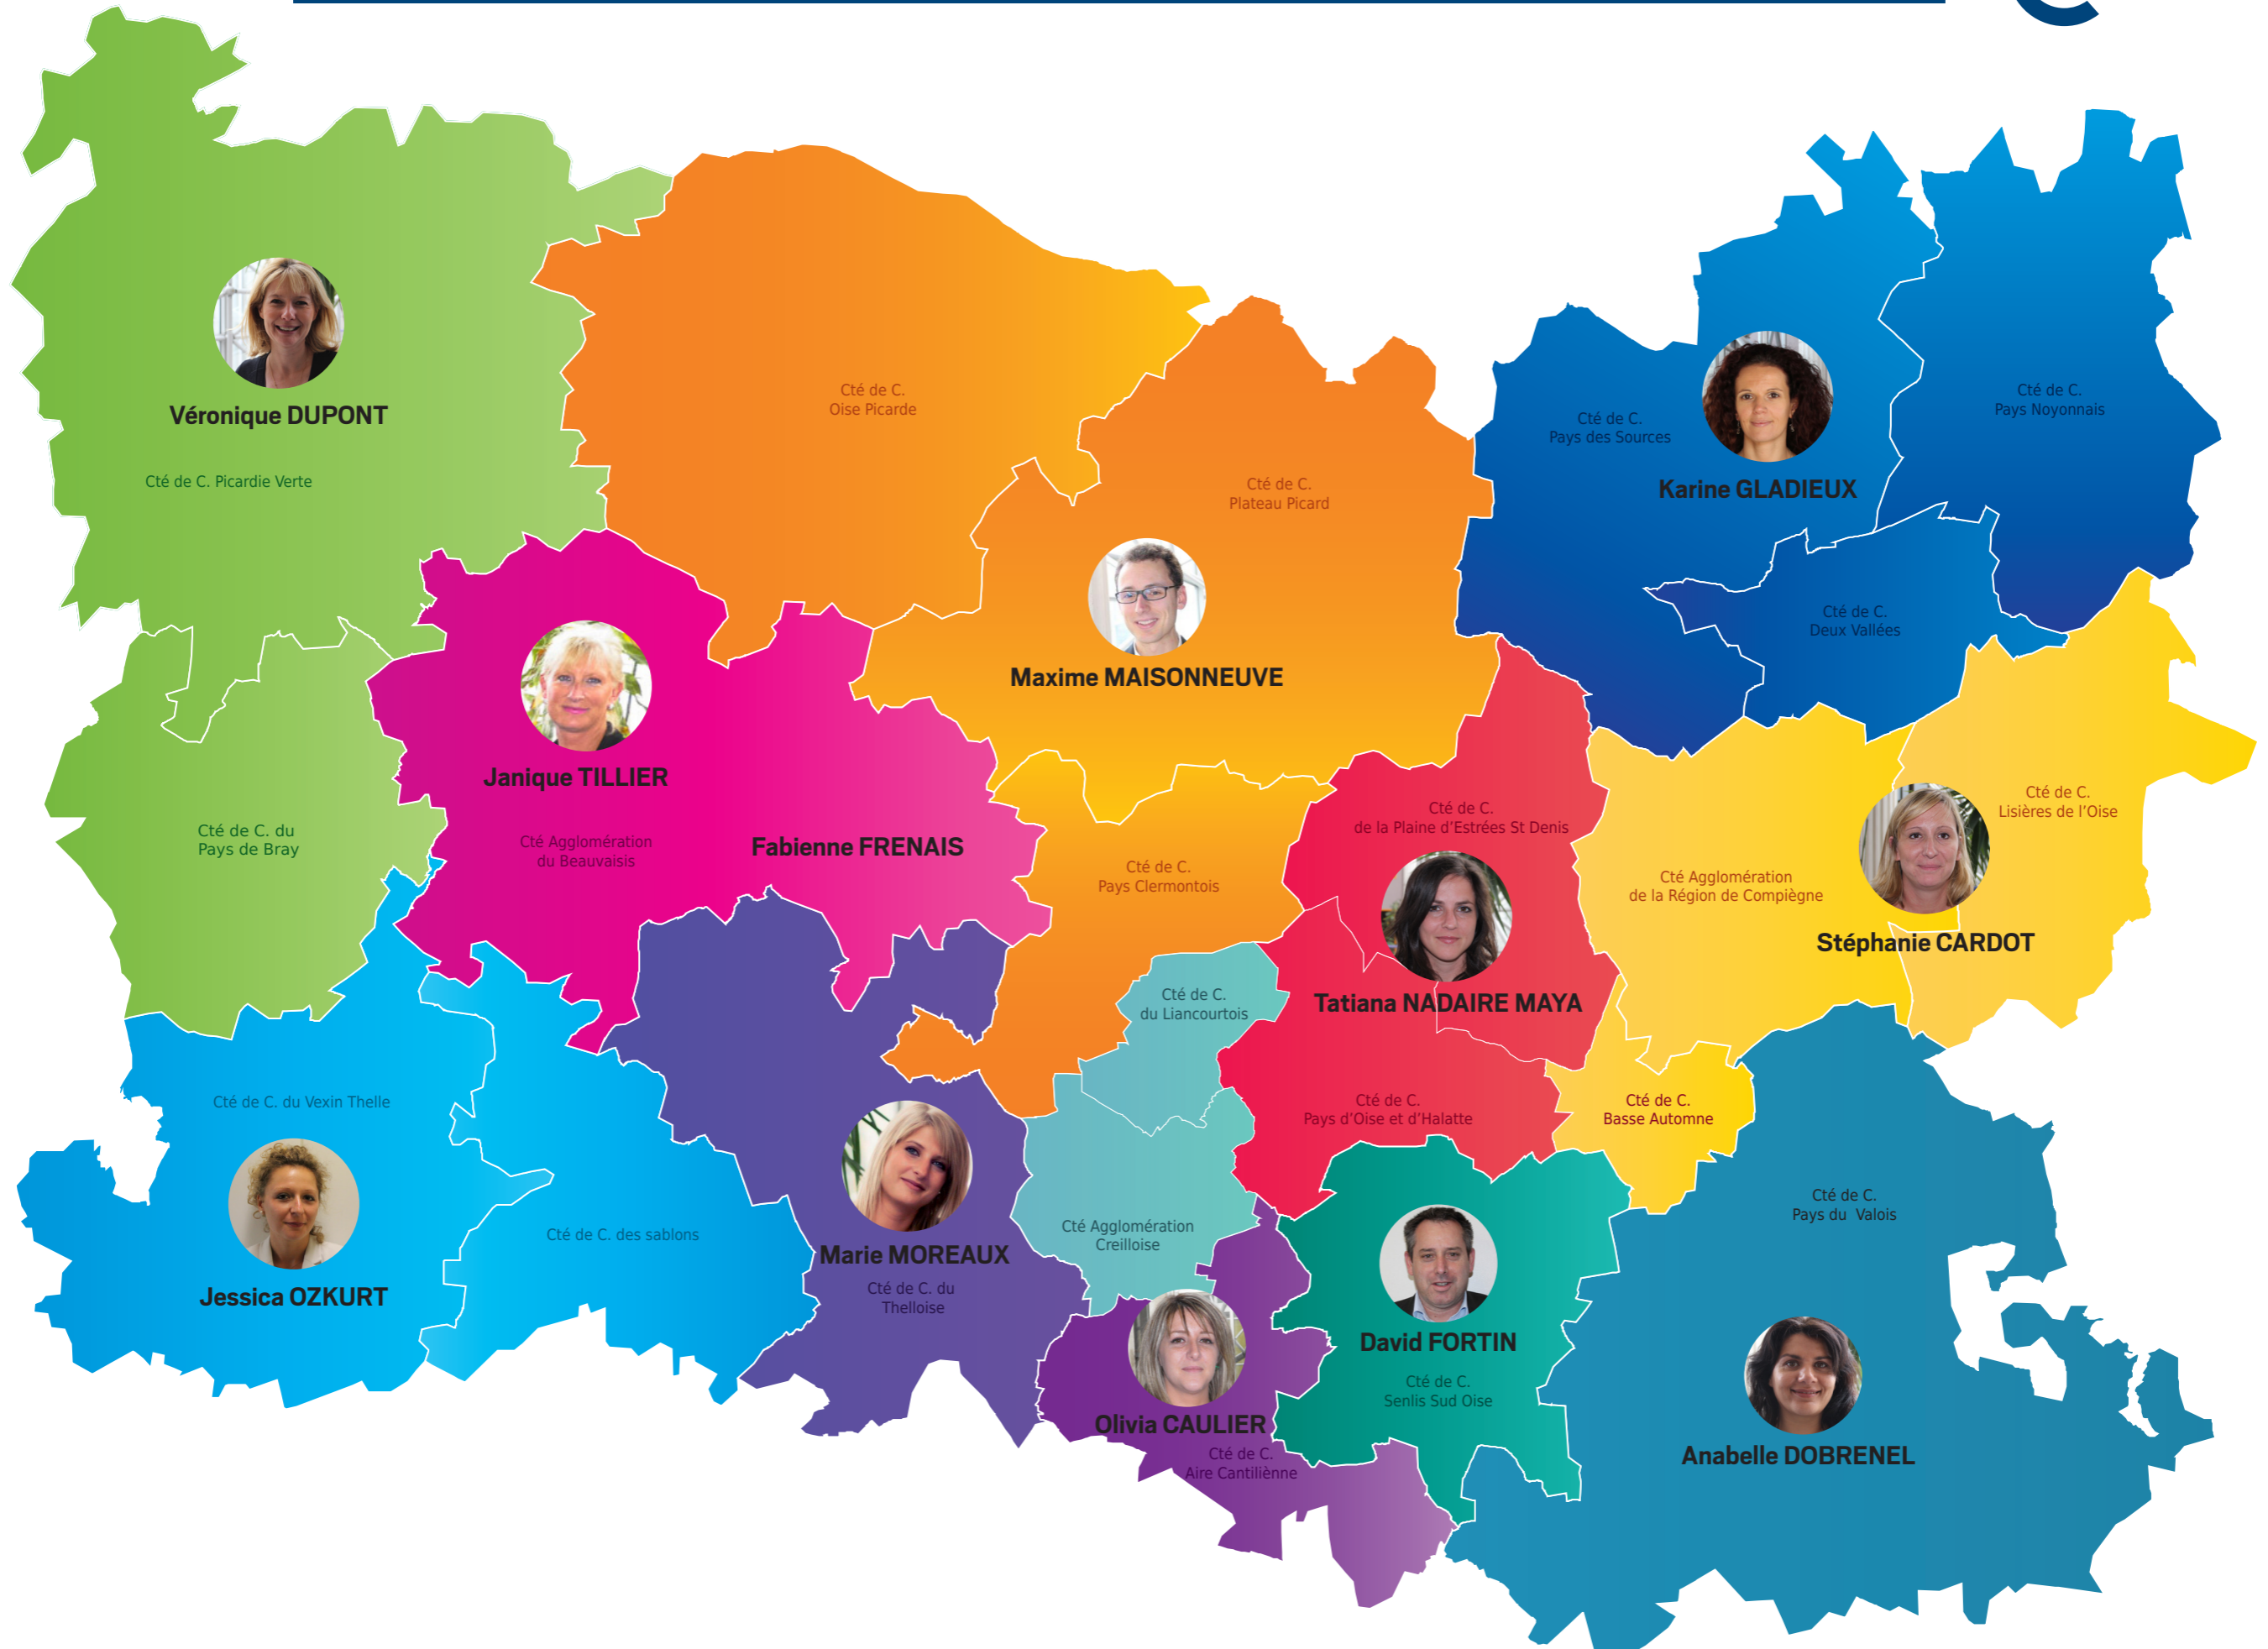 Véronique DUPONT
Cté de C. Picardie Verte
Cté de C.
Oise Picarde
Cté de C.
Plateau Picard
Maxime MAISONNEUVE
Cté de C.
Pays des Sources
Karine GLADIEUX
Cté de C.
Pays Noyonnais
Cté de C.
Deux Vallées
Cté de C. du
Pays de Bray
Janique TILLIER
Cté Agglomération
du Beauvaisis
Fabienne FRENAIS
Cté de C.
Pays Clermontois
Cté de C.
de la Plaine d'Estrées St Denis
Tatiana NADAIRE MAYA
Cté Agglomération
de la Région de Compiègne
Cté de C.
Lisières de l'Oise
Stéphanie CARDOT
Cté de C.
du Liancourtois
Cté de C. du Vexin Thelle
Jessica OZKURT
Cté de C. des sablons
Marie MOREAUX
Cté de C. du
Thelloise
Cté Agglomération
Creilloise
Cté de C.
Pays d'Oise et d'Halatte
Cté de C.
Basse Automne
Cté de C.
Pays du Valois
David FORTIN
Cté de C.
Senlis Sud Oise
Olivia CAULIER
Cté de C.
Aire Cantiliènne
Anabelle DOBRENEL